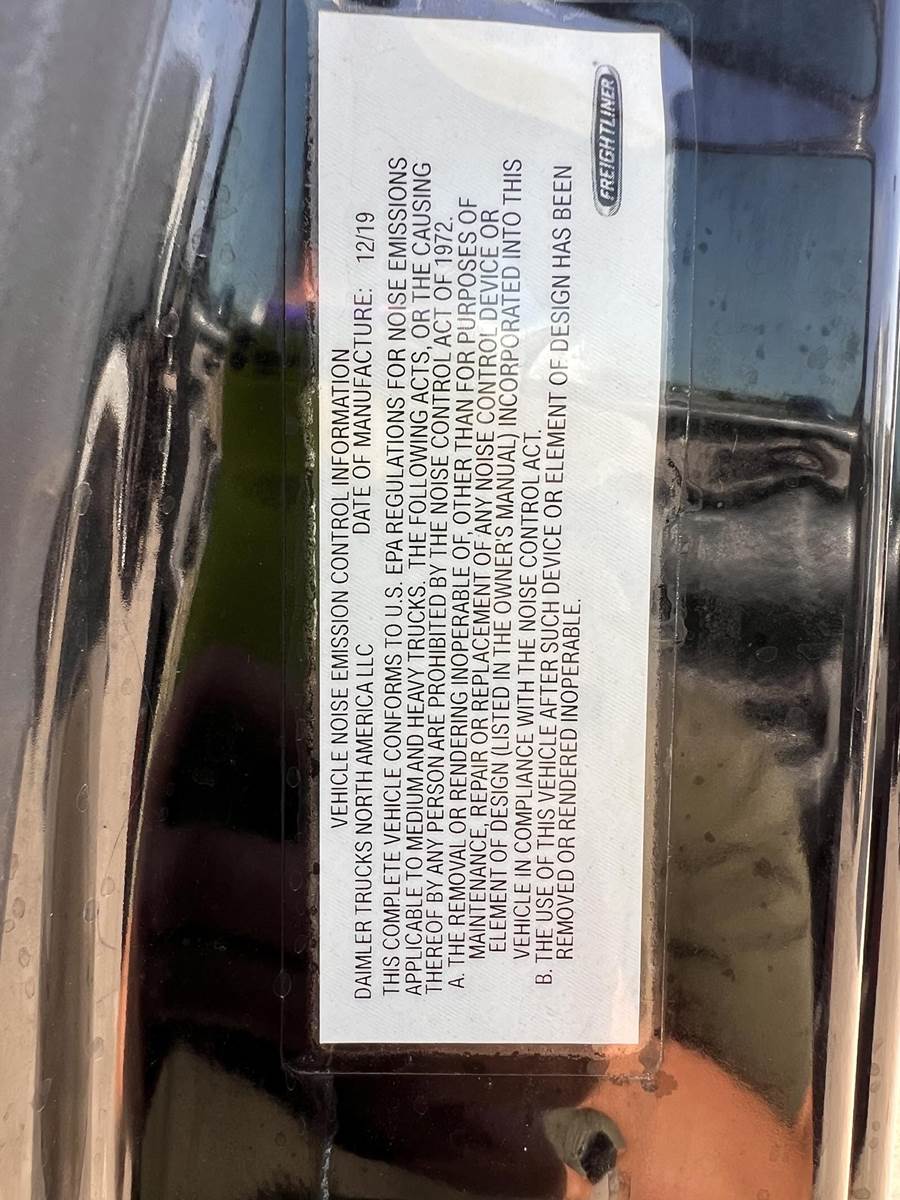 VEHICLE NOISE EMISSION CONTROL INFORMATION
DAIMLER TRUCKS NORTH AMERICA LLC DATE OF MANUFACTURE: 12/19
THIS COMPLETE VEHICLE CONFORMS TO U.S. EPA REGULATIONS FOR NOISE EMISSIONS
APPLICABLE TO MEDIUM AND HEAVY TRUCKS. THE FOLLOWING ACTS, OR THE CAUSING
THEREOF BY ANY PERSON ARE PROHIBITED BY THE NOISE CONTROL ACT OF 1972.
A. THE REMOVAL OR RENDERING INOPERABLE OF, OTHER THAN FOR PURPOSES OF
MAINTENANCE, REPAIR OR REPLACEMENT OF ANY NOISE CONTROL DEVICE OR
ELEMENT OF DESIGN (LISTED IN THE OWNER'S MANUAL) INCORPORATED INTO THIS
VEHICLE IN COMPLIANCE WITH THE NOISE CONTROL ACT.
B. THE USE OF THIS VEHICLE AFTER SUCH DEVICE OR ELEMENT OF DESIGN HAS BEEN
REMOVED OR RENDERED INOPERABLE.
FREIGHTLINER